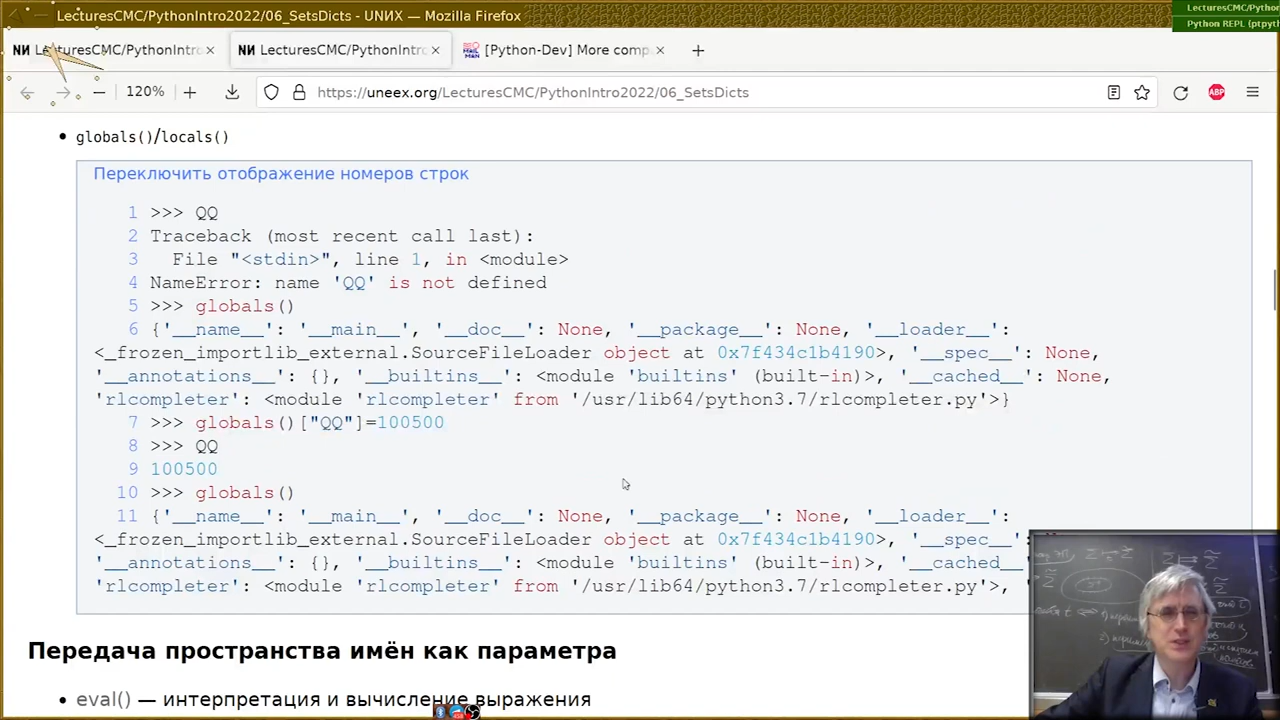 LecturesCMC/PythonIntro2022/06_SetsDicts - UNИX — Mozilla Firefox
LecturesCMC/Python
Python REPL (ptpyth
LecturesCMC/PythonIntro
LecturesCMC/PythonIntro
[Python-Dev] More comp
120%
https://uneex.org/LecturesCMC/PythonIntro2022/06_SetsDicts
ABP
• globals()/locals()
Переключить отображение номеров строк
1 >>> QQ
2 Traceback (most recent call last):
3   File "<stdin>", line 1, in <module>
4 NameError: name 'QQ' is not defined
5 >>> globals()
6 {'__name__': '__main__', '__doc__': None, '__package__': None, '__loader__':
<_frozen_importlib_external.SourceFileLoader object at 0x7f434c1b4190>, '__spec__': None,
'__annotations__': {}, '__builtins__': <module 'builtins' (built-in)>, '__cached__': None,
'rlcompleter': <module 'rlcompleter' from '/usr/lib64/python3.7/rlcompleter.py'>}
7 >>> globals()["QQ"]=100500
8 >>> QQ
9 100500
10 >>> globals()
11 {'__name__': '__main__', '__doc__': None, '__package__': None, '__loader__':
<_frozen_importlib_external.SourceFileLoader object at 0x7f434c1b4190>, '__spec__':
'__annotations__': {}, '__builtins__': <module 'builtins' (built-in)>, '__cached__
'rlcompleter': <module 'rlcompleter' from '/usr/lib64/python3.7/rlcompleter.py'>, '
Передача пространства имён как параметра
• eval() — интерпретация и вычисление выражения